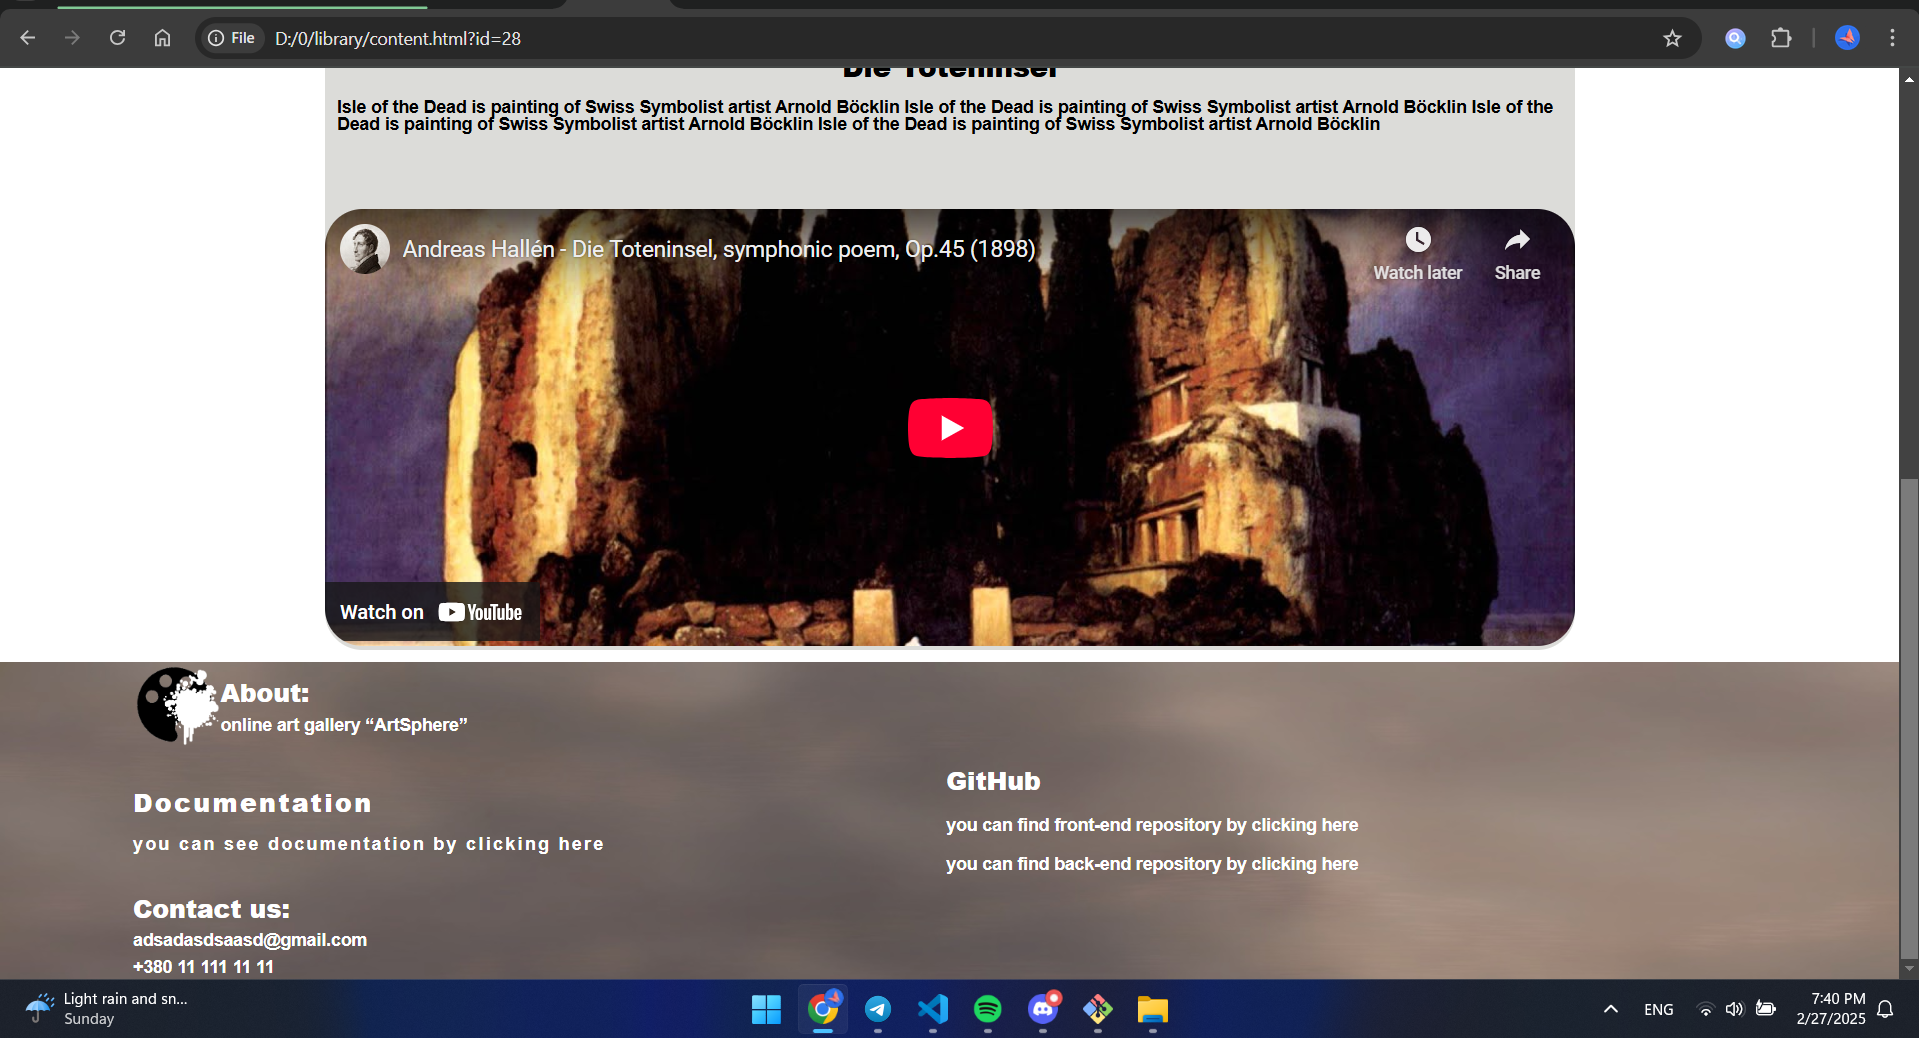 File D:/0/library/content.html?id=28
Die Toteninsel
Isle of the Dead is painting of Swiss Symbolist artist Arnold Böcklin Isle of the Dead is painting of Swiss Symbolist artist Arnold Böcklin Isle of the
Dead is painting of Swiss Symbolist artist Arnold Böcklin Isle of the Dead is painting of Swiss Symbolist artist Arnold Böcklin
Andreas Hallén - Die Toteninsel, symphonic poem, Op.45 (1898)
Watch later Share
Watch on YouTube
About:
online art gallery “ArtSphere”
Documentation
you can see documentation by clicking here
GitHub
you can find front-end repository by clicking here
you can find back-end repository by clicking here
Contact us:
adsadasdsaasd@gmail.com
+380 11 111 11 11
Light rain and sn...
Sunday
ENG
7:40 PM
2/27/2025